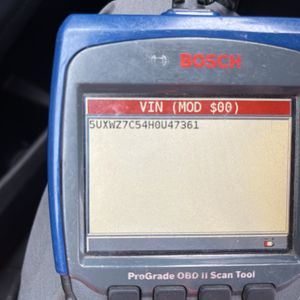 BOSCH
VIN (MOD $00)
5UXWZ7C54H0U47361
ProGrade OBD II Scan Tool